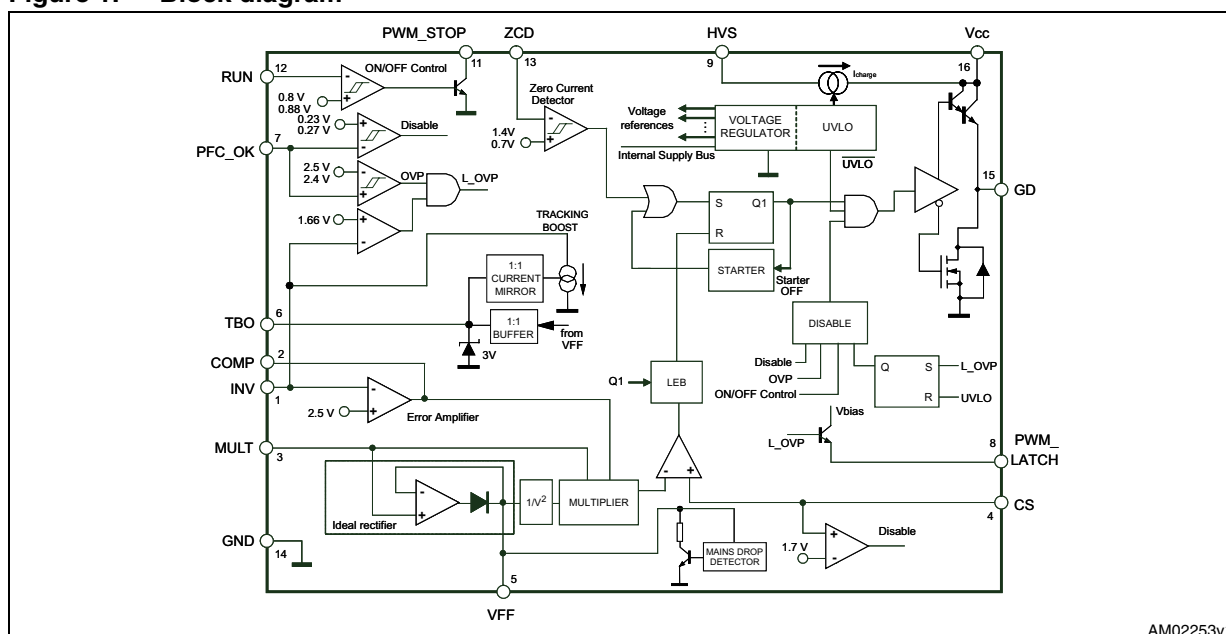 Figure 1. Block diagram
PWM_STOP
ZCD
HVS
Vcc
RUN
12
ON/OFF Control
11
13
9
16
Icharge
0.8 V
0.88 V
0.23 V
0.27 V
Disable
Zero Current
Detector
1.4V
0.7V
Voltage
references
VOLTAGE
REGULATOR
UVLO
Internal Supply Bus
UVLO
7
PFC_OK
2.5 V
2.4 V
OVP
L_OVP
15
GD
1.66 V
TRACKING
BOOST
S
Q1
R
STARTER
Starter
OFF
1:1
CURRENT
MIRROR
6
TBO
1:1
BUFFER
from
VFF
3V
DISABLE
Disable
OVP
ON/OFF Control
Q
S
L_OVP
R
UVLO
COMP
2
INV
1
2.5 V
Error Amplifier
Q1
LEB
Vbias
L_OVP
8
PWM_
LATCH
MULT
3
Ideal rectifier
1/V2
MULTIPLIER
CS
4
1.7 V
Disable
MAINS DROP
DETECTOR
GND
14
5
VFF
AM02253v